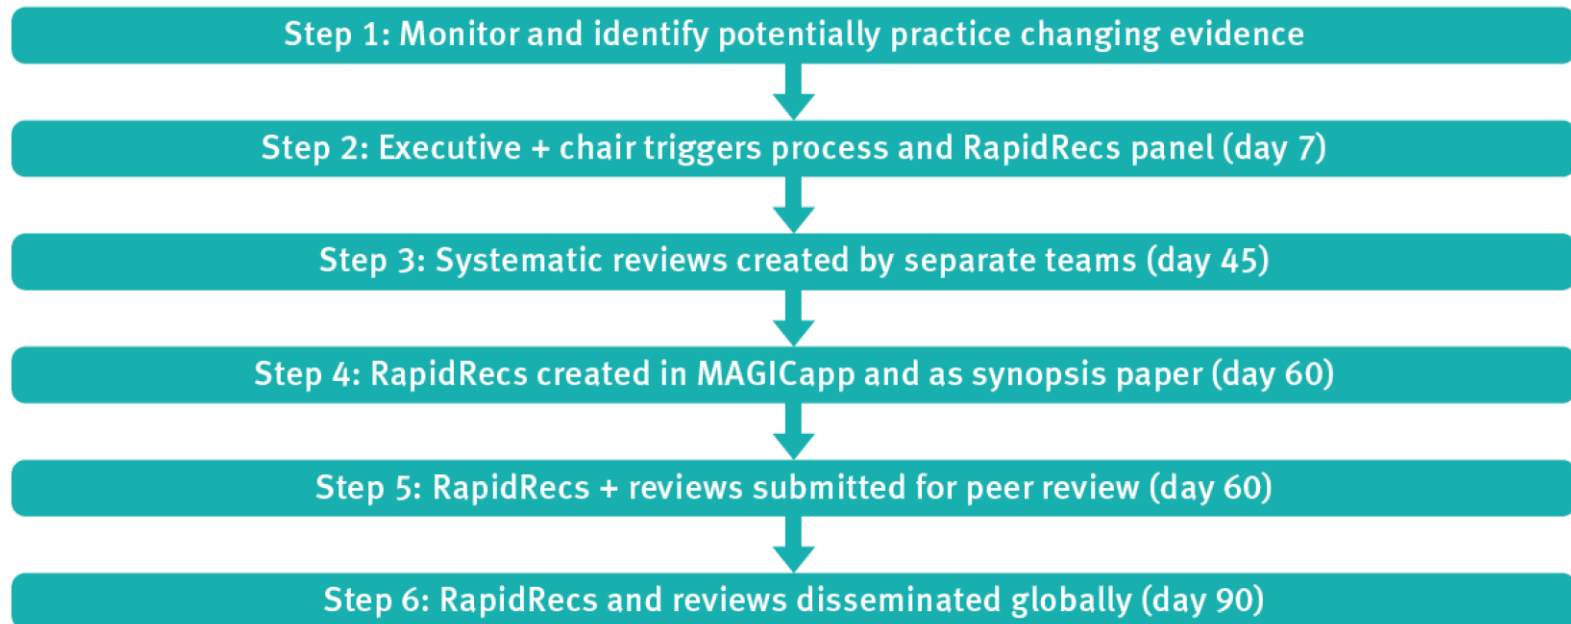 Step 1: Monitor and identify potentially practice changing evidence
Step 2: Executive + chair triggers process and RapidRecs panel (day 7)
Step 3: Systematic reviews created by separate teams (day 45)
Step 4: RapidRecs created in MAGICapp and as synopsis paper (day 60)
Step 5: RapidRecs + reviews submitted for peer review (day 60)
Step 6: RapidRecs and reviews disseminated globally (day 90)